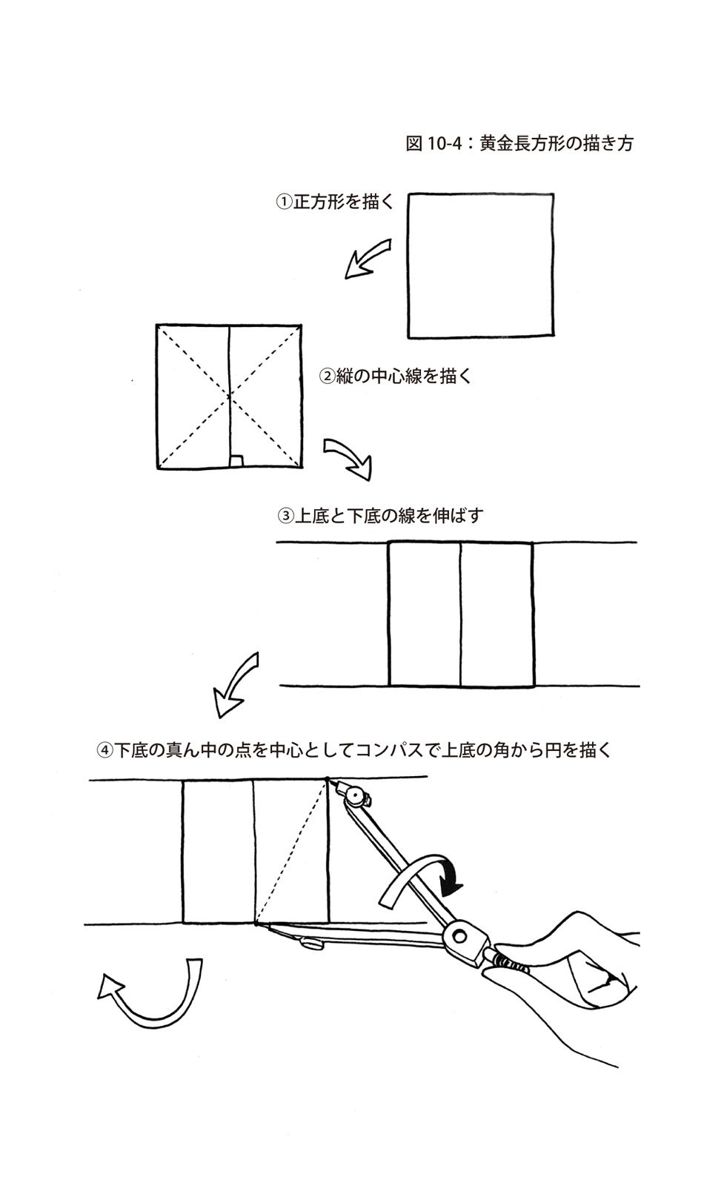 図 10-4：黄金長方形の描き方
①正方形を描く
②縦の中心線を描く
③上底と下底の線を伸ばす
④下底の真ん中の点を中心としてコンパスで上底の角から円を描く